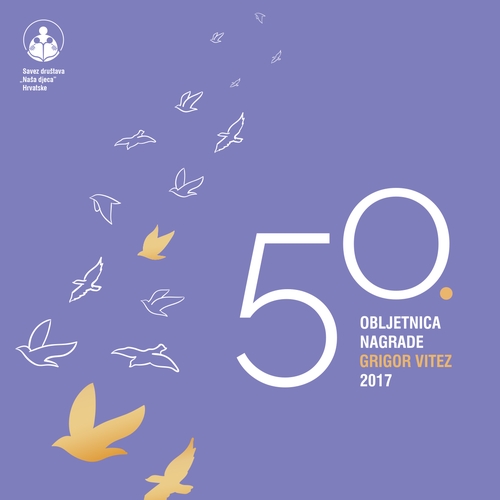 Savez društava
„Naša djeca"
Hrvatske
50.
OBLJETNICA
NAGRADE
GRIGOR VITEZ
2017